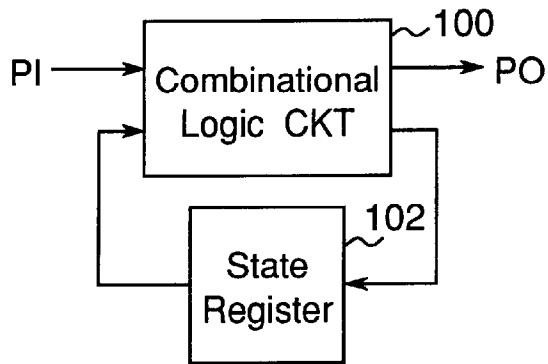 100
PI
Combinational
Logic CKT
PO
102
State
Register